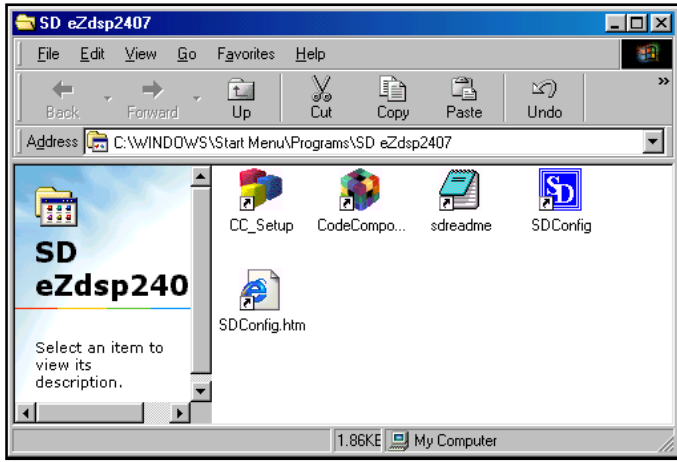 SD eZdsp2407
File Edit View Go Favorites Help
Back Forward Up Cut Copy Paste Undo »
Address C:\WINDOWS\Start Menu\Programs\SD eZdsp2407
CC_Setup CodeCompo... sdreadme SDConfig
SD
eZdsp240
SDConfig.htm
Select an item to
view its
description.
1.86KE My Computer